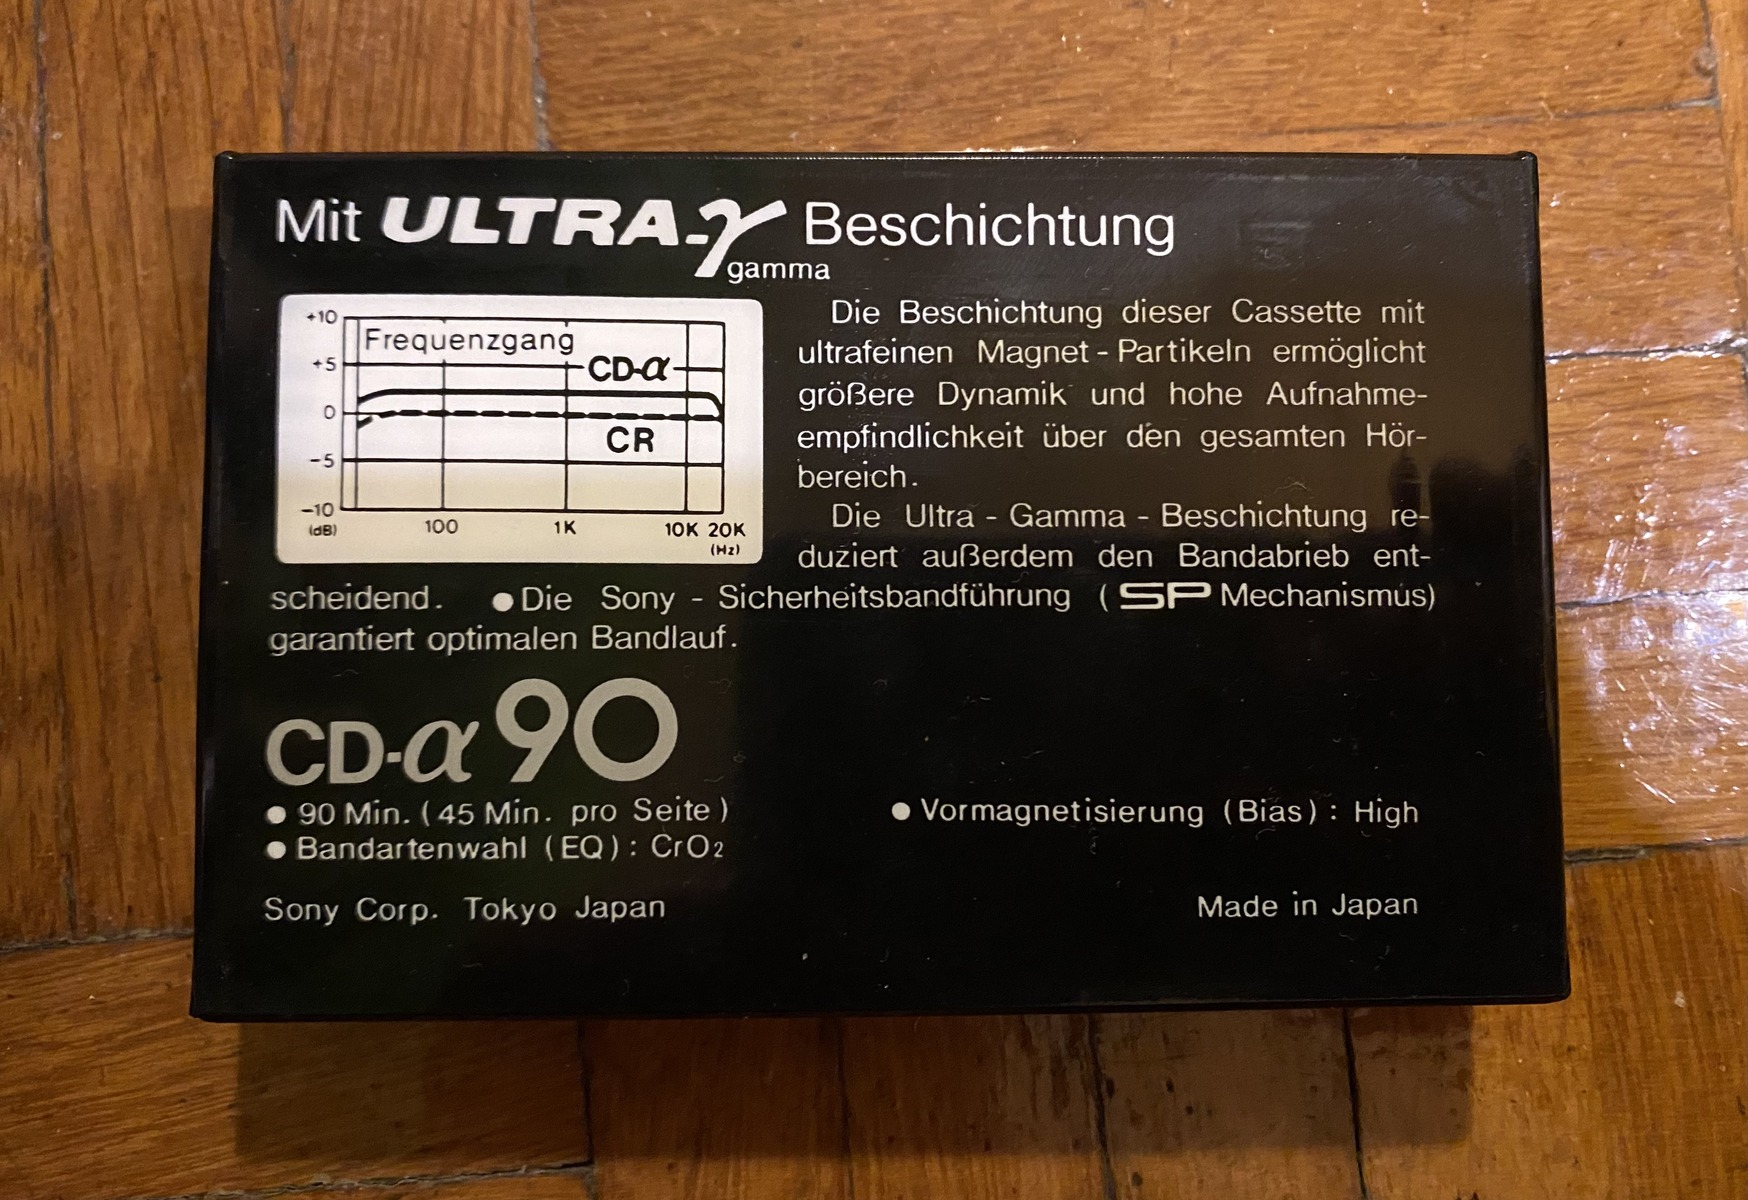 Mit ULTRA-γ Beschichtung
gamma
+10
Frequenzgang
+5
CD-α
0
CR
-5
-10
(dB)
100
1K
10K
20K
(Hz)
Die Beschichtung dieser Cassette mit
ultrafeinen Magnet-Partikeln ermöglicht
größere Dynamik und hohe Aufnahme-
empfindlichkeit über den gesamten Hör-
bereich.
Die Ultra-Gamma-Beschichtung re-
duziert außerdem den Bandabrieb ent-
scheidend. ● Die Sony-Sicherheitsbandführung (SP Mechanismus)
garantiert optimalen Bandlauf.
CD-α 90
● 90 Min. (45 Min. pro Seite)
● Vormagnetisierung (Bias): High
● Bandartenwahl (EQ): CrO₂
Sony Corp. Tokyo Japan
Made in Japan